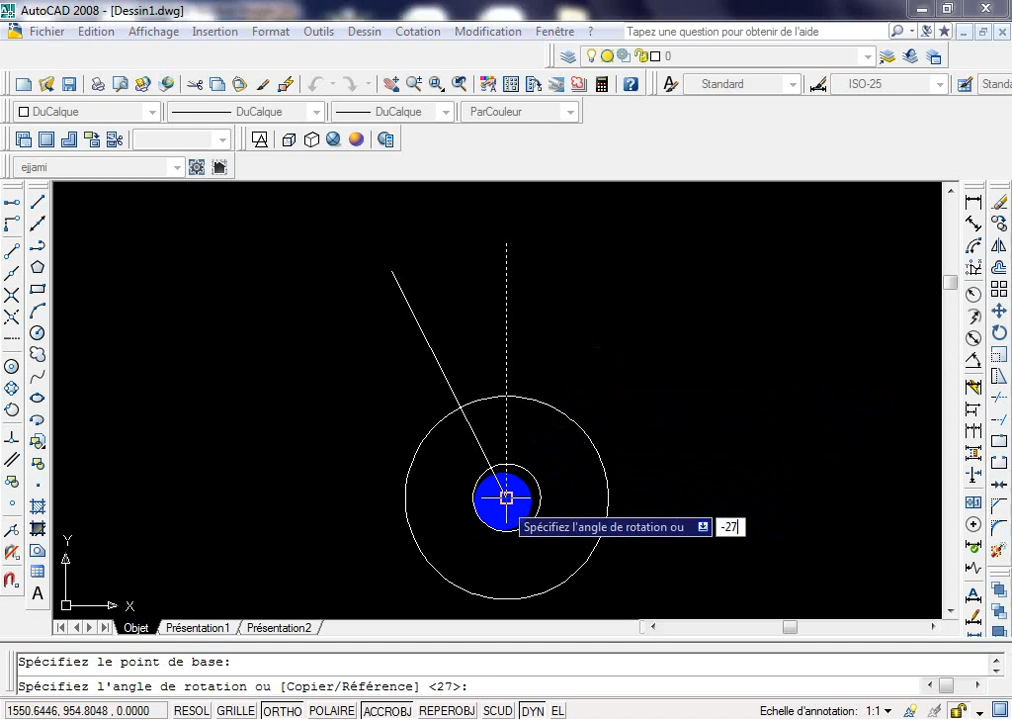 AutoCAD 2008 - [Dessin1.dwg]
Fichier Edition Affichage Insertion Format Outils Dessin Cotation Modification Fenêtre ? Tapez une question pour obtenir de l'aide
0
Standard ISO-25 Standa
DuCalque DuCalque DuCalque ParCouleur
ejjami
Spécifiez l'angle de rotation ou -27
Y
X
A
Objet Présentation1 Présentation2
Spécifiez le point de base:
Spécifiez l'angle de rotation ou [Copier/Référence] <27>:
1550.6446, 954.8048, 0.0000 RESOL GRILLE ORTHO POLAIRE ACCROBJ REPEROBJ SCUD DYN EL Echelle d'annotation: 1:1